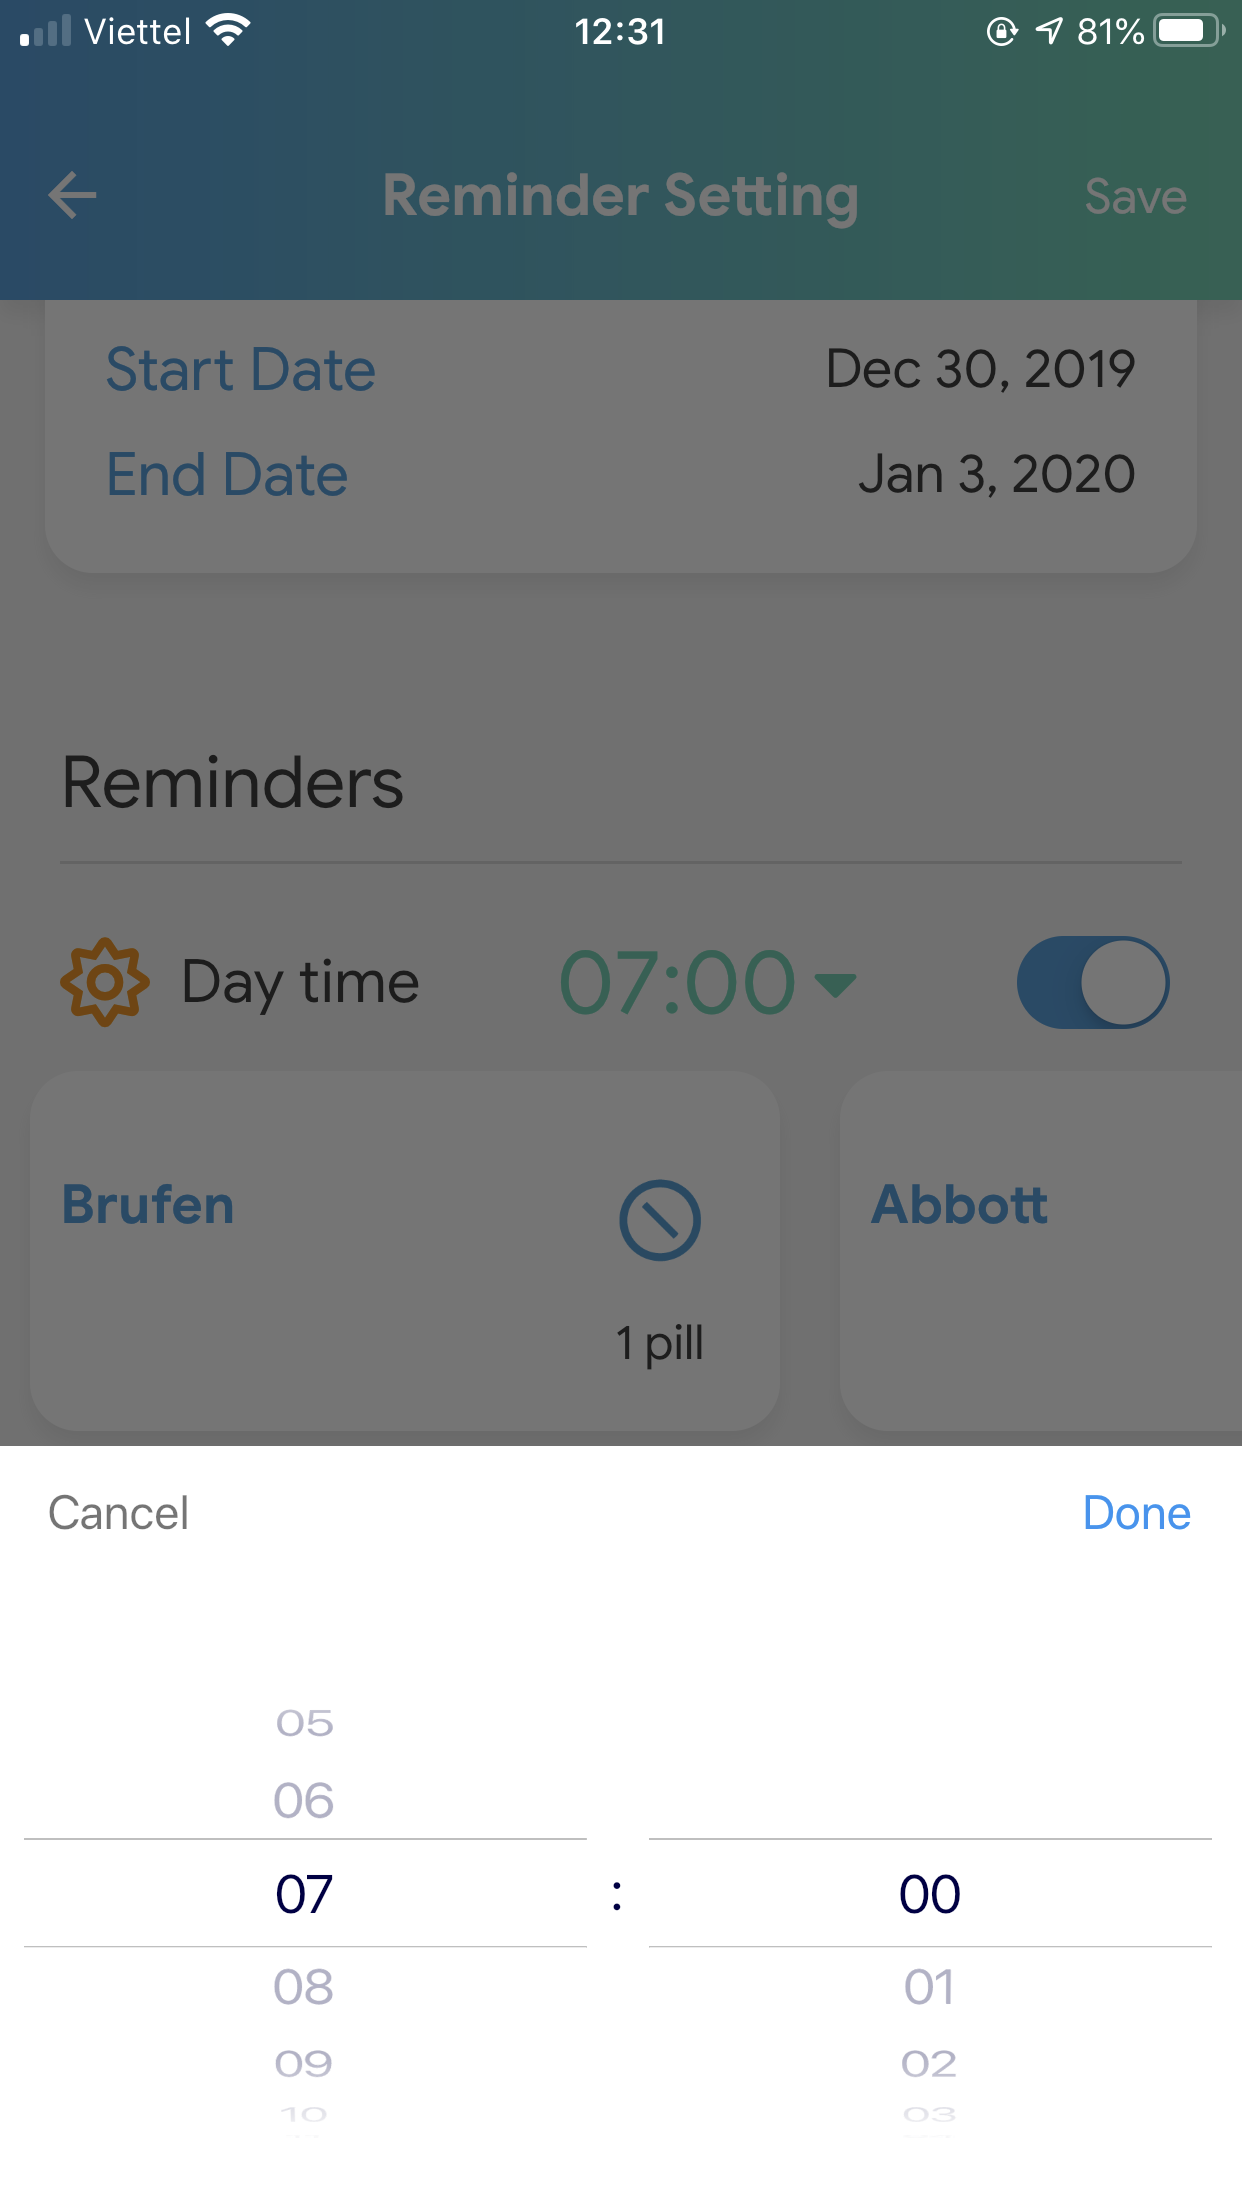 Viettel 12:31 81%
Reminder Setting Save
Start Date Dec 30, 2019
End Date Jan 3, 2020
Reminders
Day time 07:00
Brufen Abbott
1 pill
Cancel Done
05
06
07 : 00
08 01
09 02
10 03